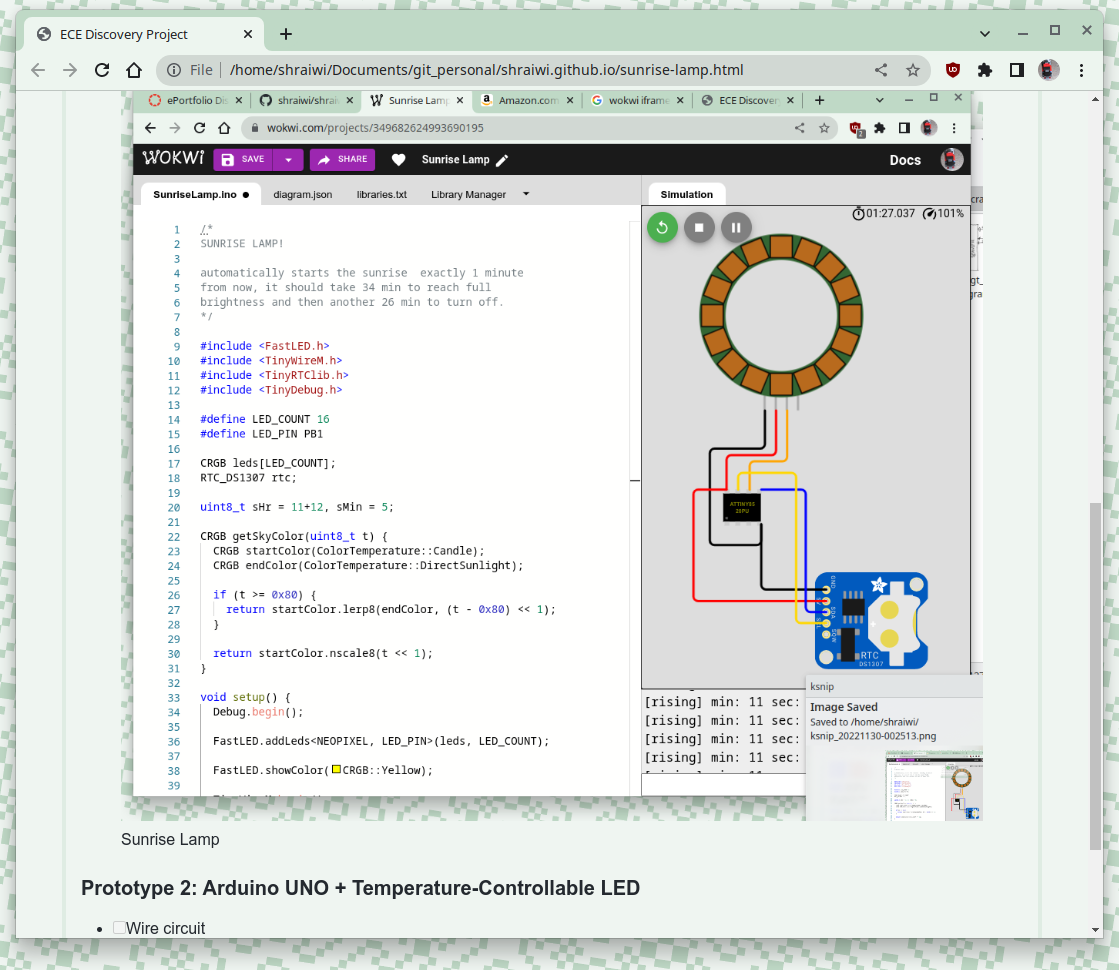 ECE Discovery Project
File /home/shraiwi/Documents/git_personal/shraiwi.github.io/sunrise-lamp.html
ePortfolio Di
shraiwi/shrai
Sunrise Lamp
Amazon.com
wokwi iframe
ECE Discover
wokwi.com/projects/349682624993690195
2
WOKWI SAVE SHARE Sunrise Lamp Docs
SunriseLamp.ino diagram.json libraries.txt Library Manager
Simulation
01:27.037 101%
1 /*
2 SUNRISE LAMP!
3
4 automatically starts the sunrise  exactly 1 minute
5 from now, it should take 34 min to reach full
6 brightness and then another 26 min to turn off.
7 */
8
9 #include <FastLED.h>
10 #include <TinyWireM.h>
11 #include <TinyRTClib.h>
12 #include <TinyDebug.h>
13
14 #define LED_COUNT 16
15 #define LED_PIN PB1
16
17 CRGB leds[LED_COUNT];
18 RTC_DS1307 rtc;
19
20 uint8_t sHr = 11+12, sMin = 5;
21
22 CRGB getSkyColor(uint8_t t) {
23   CRGB startColor(ColorTemperature::Candle);
24   CRGB endColor(ColorTemperature::DirectSunlight);
25
26   if (t >= 0x80) {
27     return startColor.lerp8(endColor, (t - 0x80) << 1);
28   }
29
30   return startColor.nscale8(t << 1);
31 }
32
33 void setup() {
34   Debug.begin();
35
36   FastLED.addLeds<NEOPIXEL, LED_PIN>(leds, LED_COUNT);
37
38   FastLED.showColor(CRGB::Yellow);
39
ATTINY85
20PU
GND
SDA
RTC
DS1307
[rising] min: 11 sec:
[rising] min: 11 sec:
[rising] min: 11 sec:
[rising] min: 11 sec:
ksnip
Image Saved
Saved to /home/shraiwi/
ksnip_20221130-002513.png
Sunrise Lamp
Prototype 2: Arduino UNO + Temperature-Controllable LED
Wire circuit